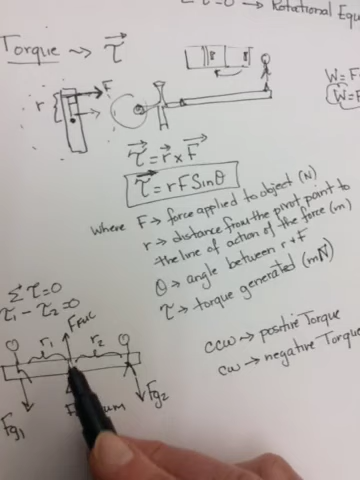 Στ=0 → Rotational Equ
Torque → τ
F
r
W=F
W=F
τ = r x F
τ = rFSinθ
Where F → force applied to object (N)
r → distance from the pivot point to
the line of action of the force (m)
θ → angle between r + F
τ → torque generated (mN)
ccw → positive Torque
cw → negative Torque
Στ=0
τ1 - τ2 = 0
r1
r2
Fg1
Fg2